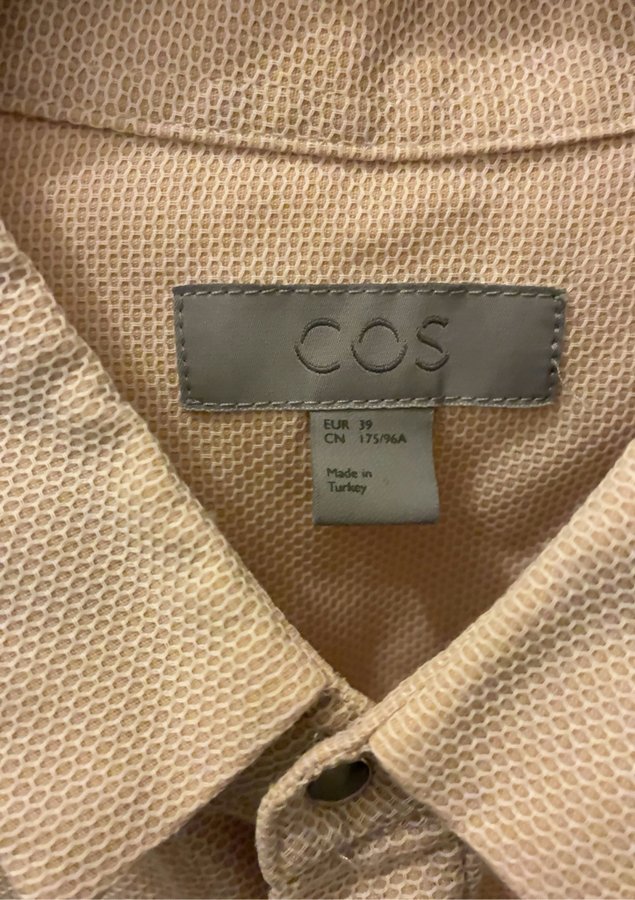 COS
EUR 39
CN 175/96A
Made in
Turkey